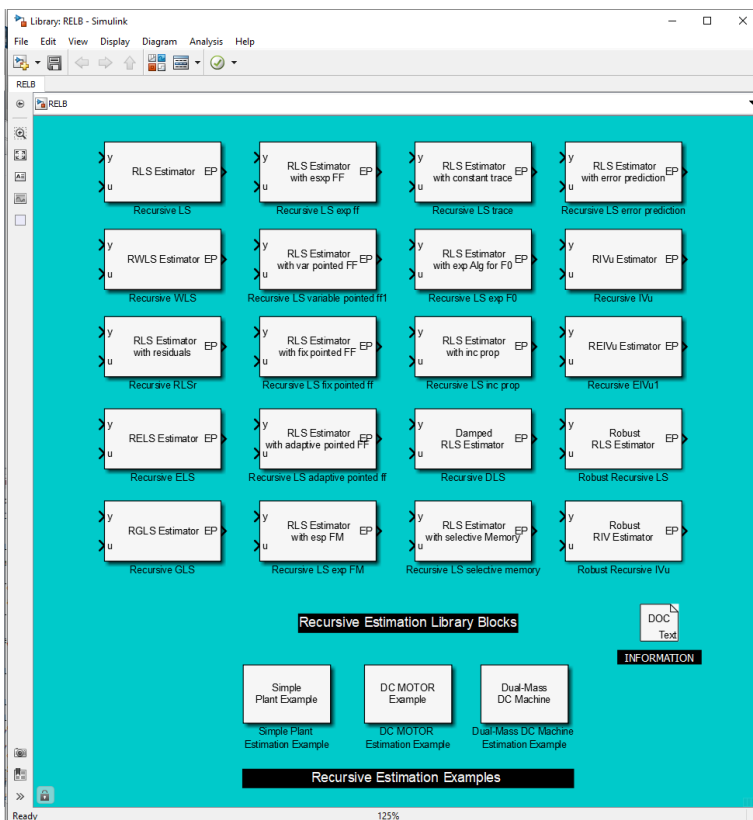 Library: RELB - Simulink
File Edit View Display Diagram Analysis Help
RELB
RELB
y
u
RLS Estimator
EP
Recursive LS
y
u
RLS Estimator
with esxp FF
EP
Recursive LS exp ff
y
u
RLS Estimator
with constant trace
EP
Recursive LS trace
y
u
RLS Estimator
with error prediction
EP
Recursive LS error prediction
y
u
RWLS Estimator
EP
Recursive WLS
y
u
RLS Estimator
with var pointed FF
EP
Recursive LS variable pointed ff1
y
u
RLS Estimator
with exp Alg for F0
EP
Recursive LS exp F0
y
u
RIVu Estimator
EP
Recursive IVu
y
u
RLS Estimator
with residuals
EP
Recursive RLSr
y
u
RLS Estimator
with fix pointed FF
EP
Recursive LS fix pointed ff
y
u
RLS Estimator
with inc prop
EP
Recursive LS inc prop
y
u
REIVu Estimator
EP
Recursive EIVu1
y
u
RELS Estimator
EP
Recursive ELS
y
u
RLS Estimator
with adaptive pointed FF
EP
Recursive LS adaptive pointed ff
y
u
Damped
RLS Estimator
EP
Recursive DLS
y
u
Robust
RLS Estimator
EP
Robust Recursive LS
y
u
RGLS Estimator
EP
Recursive GLS
y
u
RLS Estimator
with esp FM
EP
Recursive LS exp FM
y
u
RLS Estimator
with selective Memory
EP
Recursive LS selective memory
y
u
Robust
RIV Estimator
EP
Robust Recursive IVu
Recursive Estimation Library Blocks
DOC
Text
INFORMATION
Simple
Plant Example
Simple Plant
Estimation Example
DC MOTOR
Example
DC MOTOR
Estimation Example
Dual-Mass
DC Machine
Dual-Mass DC Machine
Estimation Example
Recursive Estimation Examples
Ready
125%